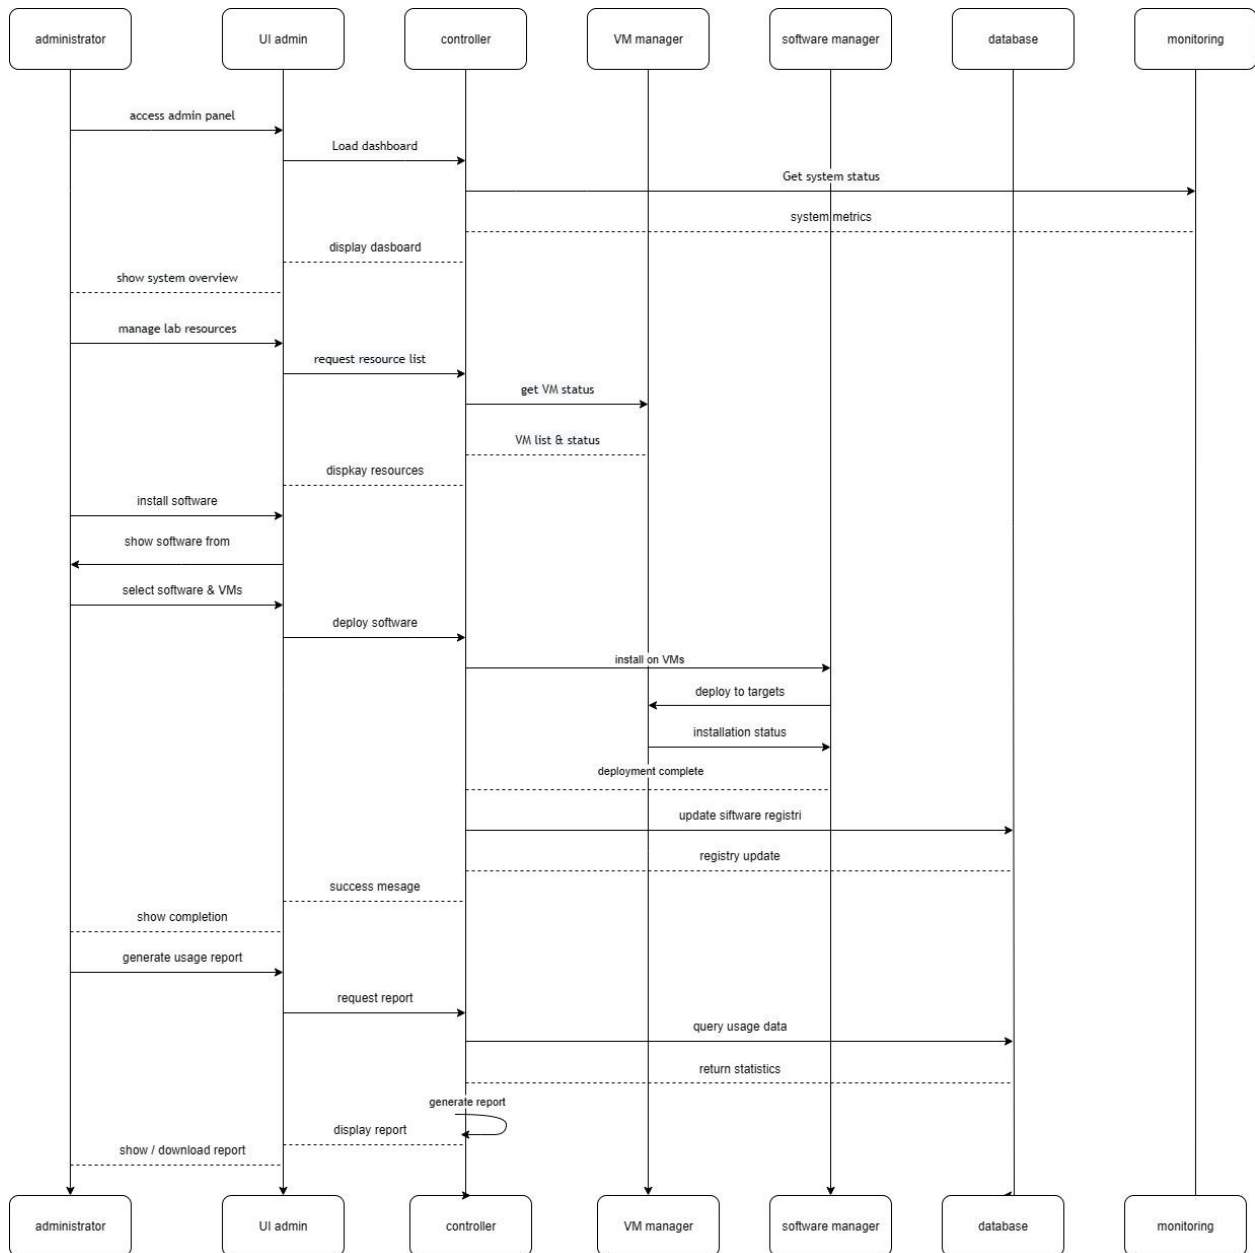 administrator
UI admin
controller
VM manager
software manager
database
monitoring
access admin panel
Load dashboard
Get system status
system metrics
display dasboard
show system overview
manage lab resources
request resource list
get VM status
VM list & status
dispkay resources
install software
show software from
select software & VMs
deploy software
install on VMs
deploy to targets
installation status
deployment complete
update siftware registri
registry update
success mesage
show completion
generate usage report
request report
query usage data
return statistics
generate report
display report
show / download report
administrator
UI admin
controller
VM manager
software manager
database
monitoring